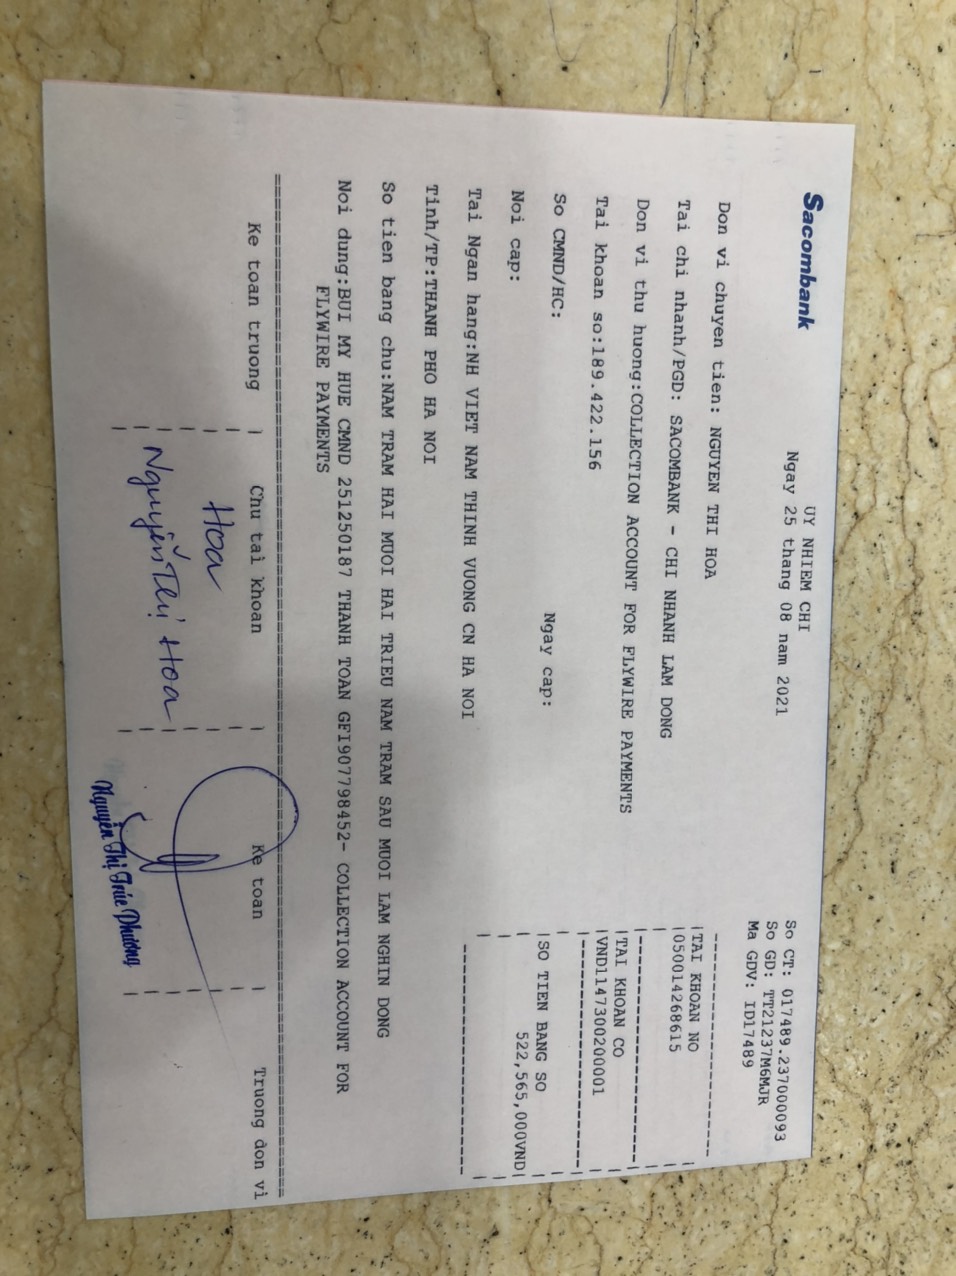 Sacombank
UY NHIEM CHI
Ngay 25 thang 08 nam 2021
So CT: 017489.237000093
So GD: TT21237M6MJR
Ma GDV: ID17489
Don vi chuyen tien: NGUYEN THI HOA
Tai chi nhanh/PGD: SACOMBANK - CHI NHANH LAM DONG
TAI KHOAN NO
050014268615
Don vi thu huong:COLLECTION ACCOUNT FOR FLYWIRE PAYMENTS
Tai khoan so:189.422.156
TAI KHOAN CO
VND1147300200001
So CMND/HC: Ngay cap:
Noi cap:
SO TIEN BANG SO
522,565,000VND
Tai Ngan hang:NH VIET NAM THINH VUONG CN HA NOI
Tinh/TP:THANH PHO HA NOI
So tien bang chu:NAM TRAM HAI MUOI HAI TRIEU NAM TRAM SAU MUOI LAM NGHIN DONG
Noi dung:BUI MY HUE CMND 251250187 THANH TOAN GFI907798452- COLLECTION ACCOUNT FOR
FLYWIRE PAYMENTS
Ke toan truong Chu tai khoan Ke toan Truong don vi
Hoa
Nguyễn Thị Hoa
Nguyễn Thị Trúc Phương